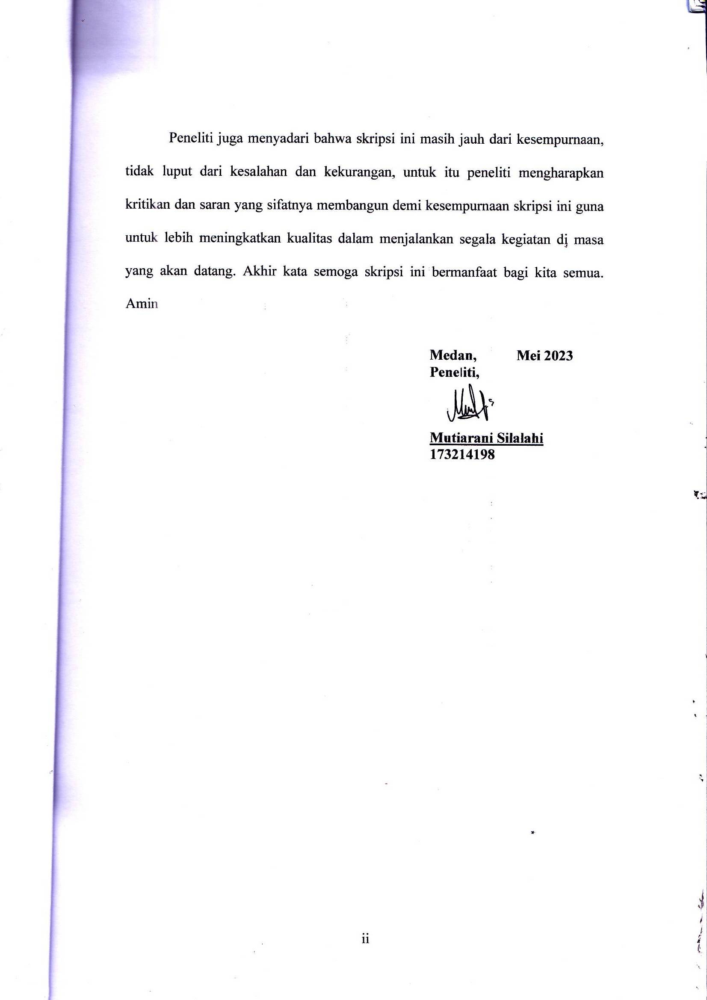 Peneliti juga menyadari bahwa skripsi ini masih jauh dari kesempurnaan,
tidak luput dari kesalahan dan kekurangan, untuk itu peneliti mengharapkan
kritikan dan saran yang sifatnya membangun demi kesempurnaan skripsi ini guna
untuk lebih meningkatkan kualitas dalam menjalankan segala kegiatan di masa
yang akan datang. Akhir kata semoga skripsi ini bermanfaat bagi kita semua.
Amin
Medan, Mei 2023
Peneliti,
Mutiarani Silalahi
173214198
ii